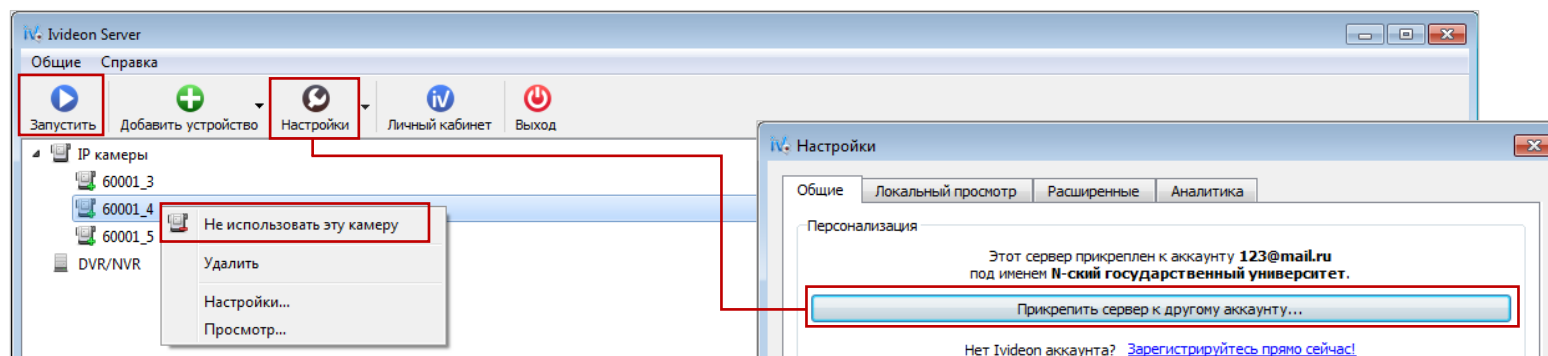 Ivideon Server
Общие Справка
Запустить Добавить устройство Настройки Личный кабинет Выход
IP камеры
60001_3
60001_4
60001_5
DVR/NVR
Не использовать эту камеру
Удалить
Настройки...
Просмотр...
Настройки
Общие Локальный просмотр Расширенные Аналитика
Персонализация
Этот сервер прикреплен к аккаунту 123@mail.ru
под именем N-ский государственный университет.
Прикрепить сервер к другому аккаунту...
Нет Ivideon аккаунта? Зарегистрируйтесь прямо сейчас!